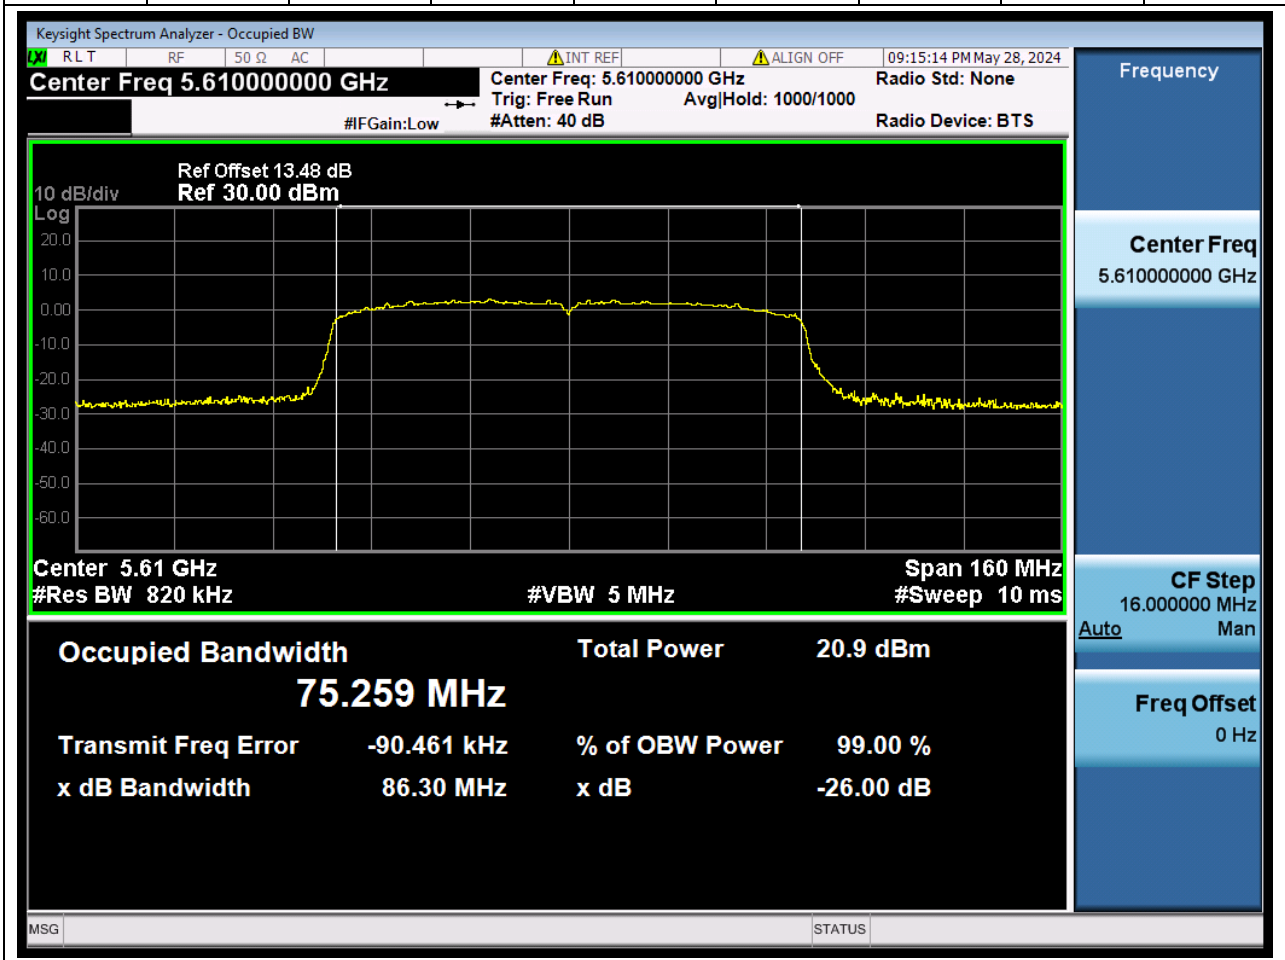 Keysight Spectrum Analyzer - Occupied BW
LXI RLT RF 50 Ω AC INT REF ALIGN OFF 09:15:14 PM May 28, 2024
Center Freq 5.610000000 GHz
Center Freq: 5.610000000 GHz Radio Std: None
Trig: Free Run Avg|Hold: 1000/1000
#IFGain:Low #Atten: 40 dB Radio Device: BTS
Ref Offset 13.48 dB
10 dB/div Ref 30.00 dBm
Log
20.0
10.0
0.00
-10.0
-20.0
-30.0
-40.0
-50.0
-60.0
Center 5.61 GHz Span 160 MHz
#Res BW 820 kHz #VBW 5 MHz #Sweep 10 ms
Occupied Bandwidth Total Power 20.9 dBm
75.259 MHz
Transmit Freq Error -90.461 kHz % of OBW Power 99.00 %
x dB Bandwidth 86.30 MHz x dB -26.00 dB
Frequency
Center Freq
5.610000000 GHz
CF Step
16.000000 MHz
Auto Man
Freq Offset
0 Hz
MSG STATUS